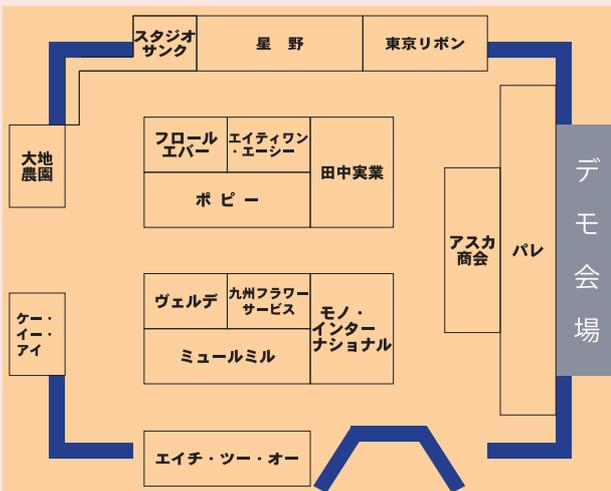 スタジオ
サンク
星　野
東京リボン
大地
農園
フロール
エバー
エイティワン
・エーシー
田中実業
ポ ピ ー
アスカ
商会
パレ
デモ会場
ケー・
イー・
アイ
ヴェルデ
九州フラワー
サービス
モノ・
インター
ナショナル
ミュールミル
エイチ・ツー・オー